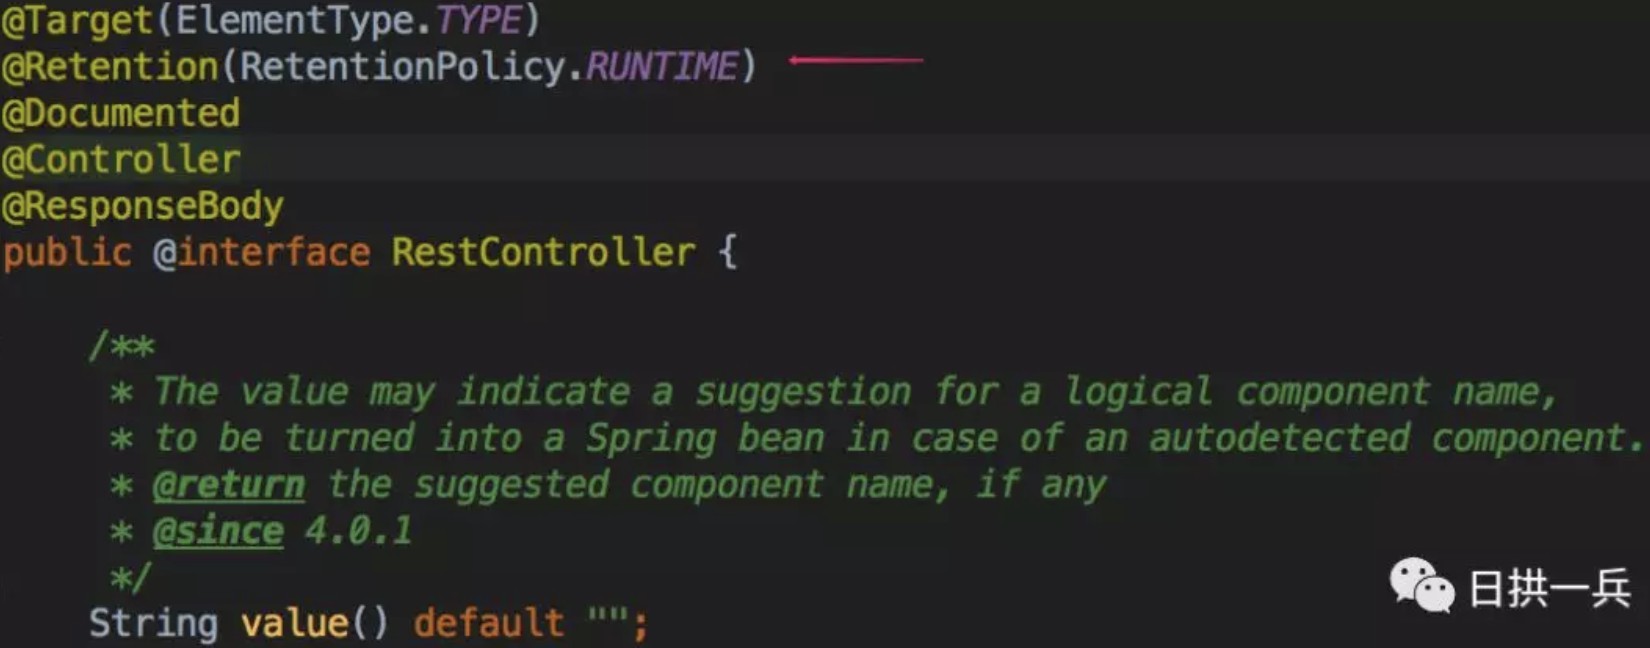 @Target(ElementType.TYPE)
@Retention(RetentionPolicy.RUNTIME)
@Documented
@Controller
@ResponseBody
public @interface RestController {
/**
* The value may indicate a suggestion for a logical component name,
* to be turned into a Spring bean in case of an autodetected component.
* @return the suggested component name, if any
* @since 4.0.1
*/
String value() default "";
日拱一兵